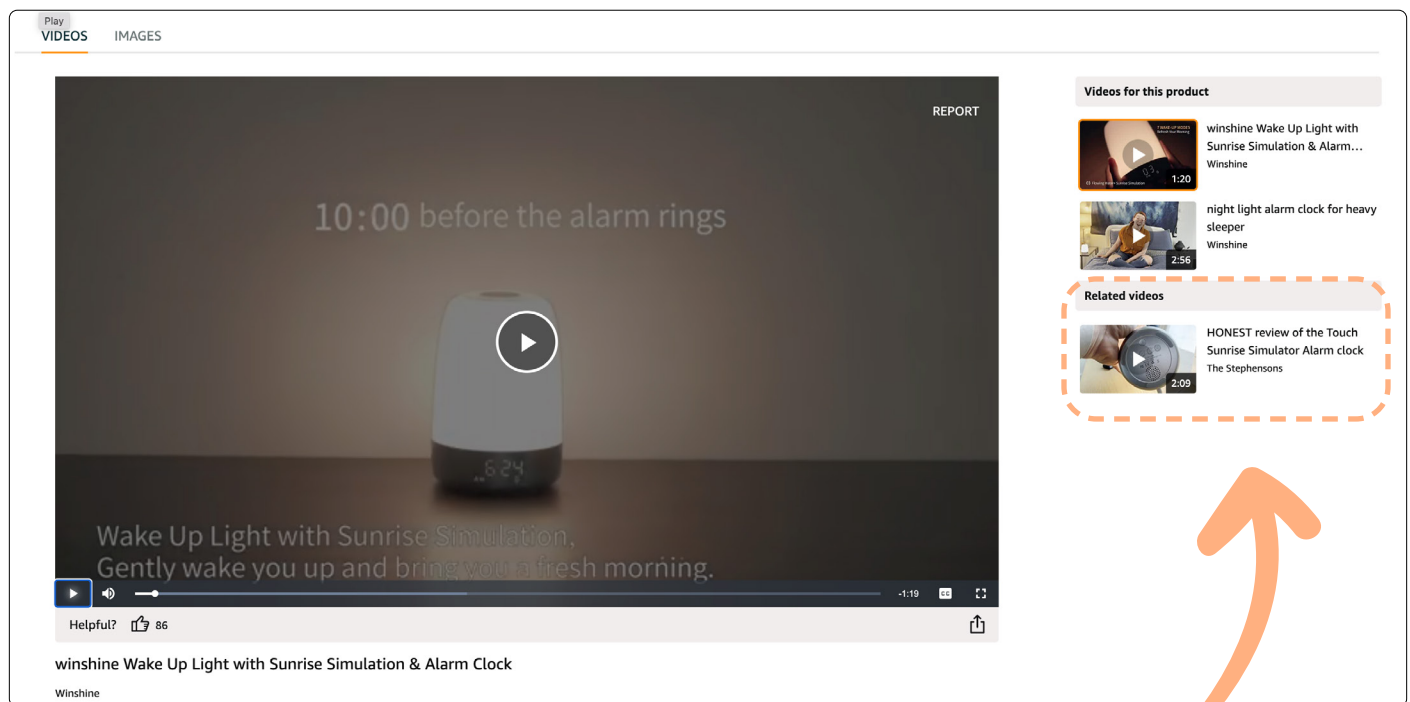 Play
VIDEOS IMAGES
REPORT
10:00 before the alarm rings
6:24
Wake Up Light with Sunrise Simulation,
Gently wake you up and bring you a fresh morning.
-1:19
CC
Helpful? 86
winshine Wake Up Light with Sunrise Simulation & Alarm Clock
Winshine
Videos for this product
1:20
winshine Wake Up Light with
Sunrise Simulation & Alarm...
Winshine
2:56
night light alarm clock for heavy
sleeper
Winshine
Related videos
2:09
HONEST review of the Touch
Sunrise Simulator Alarm clock
The Stephensons